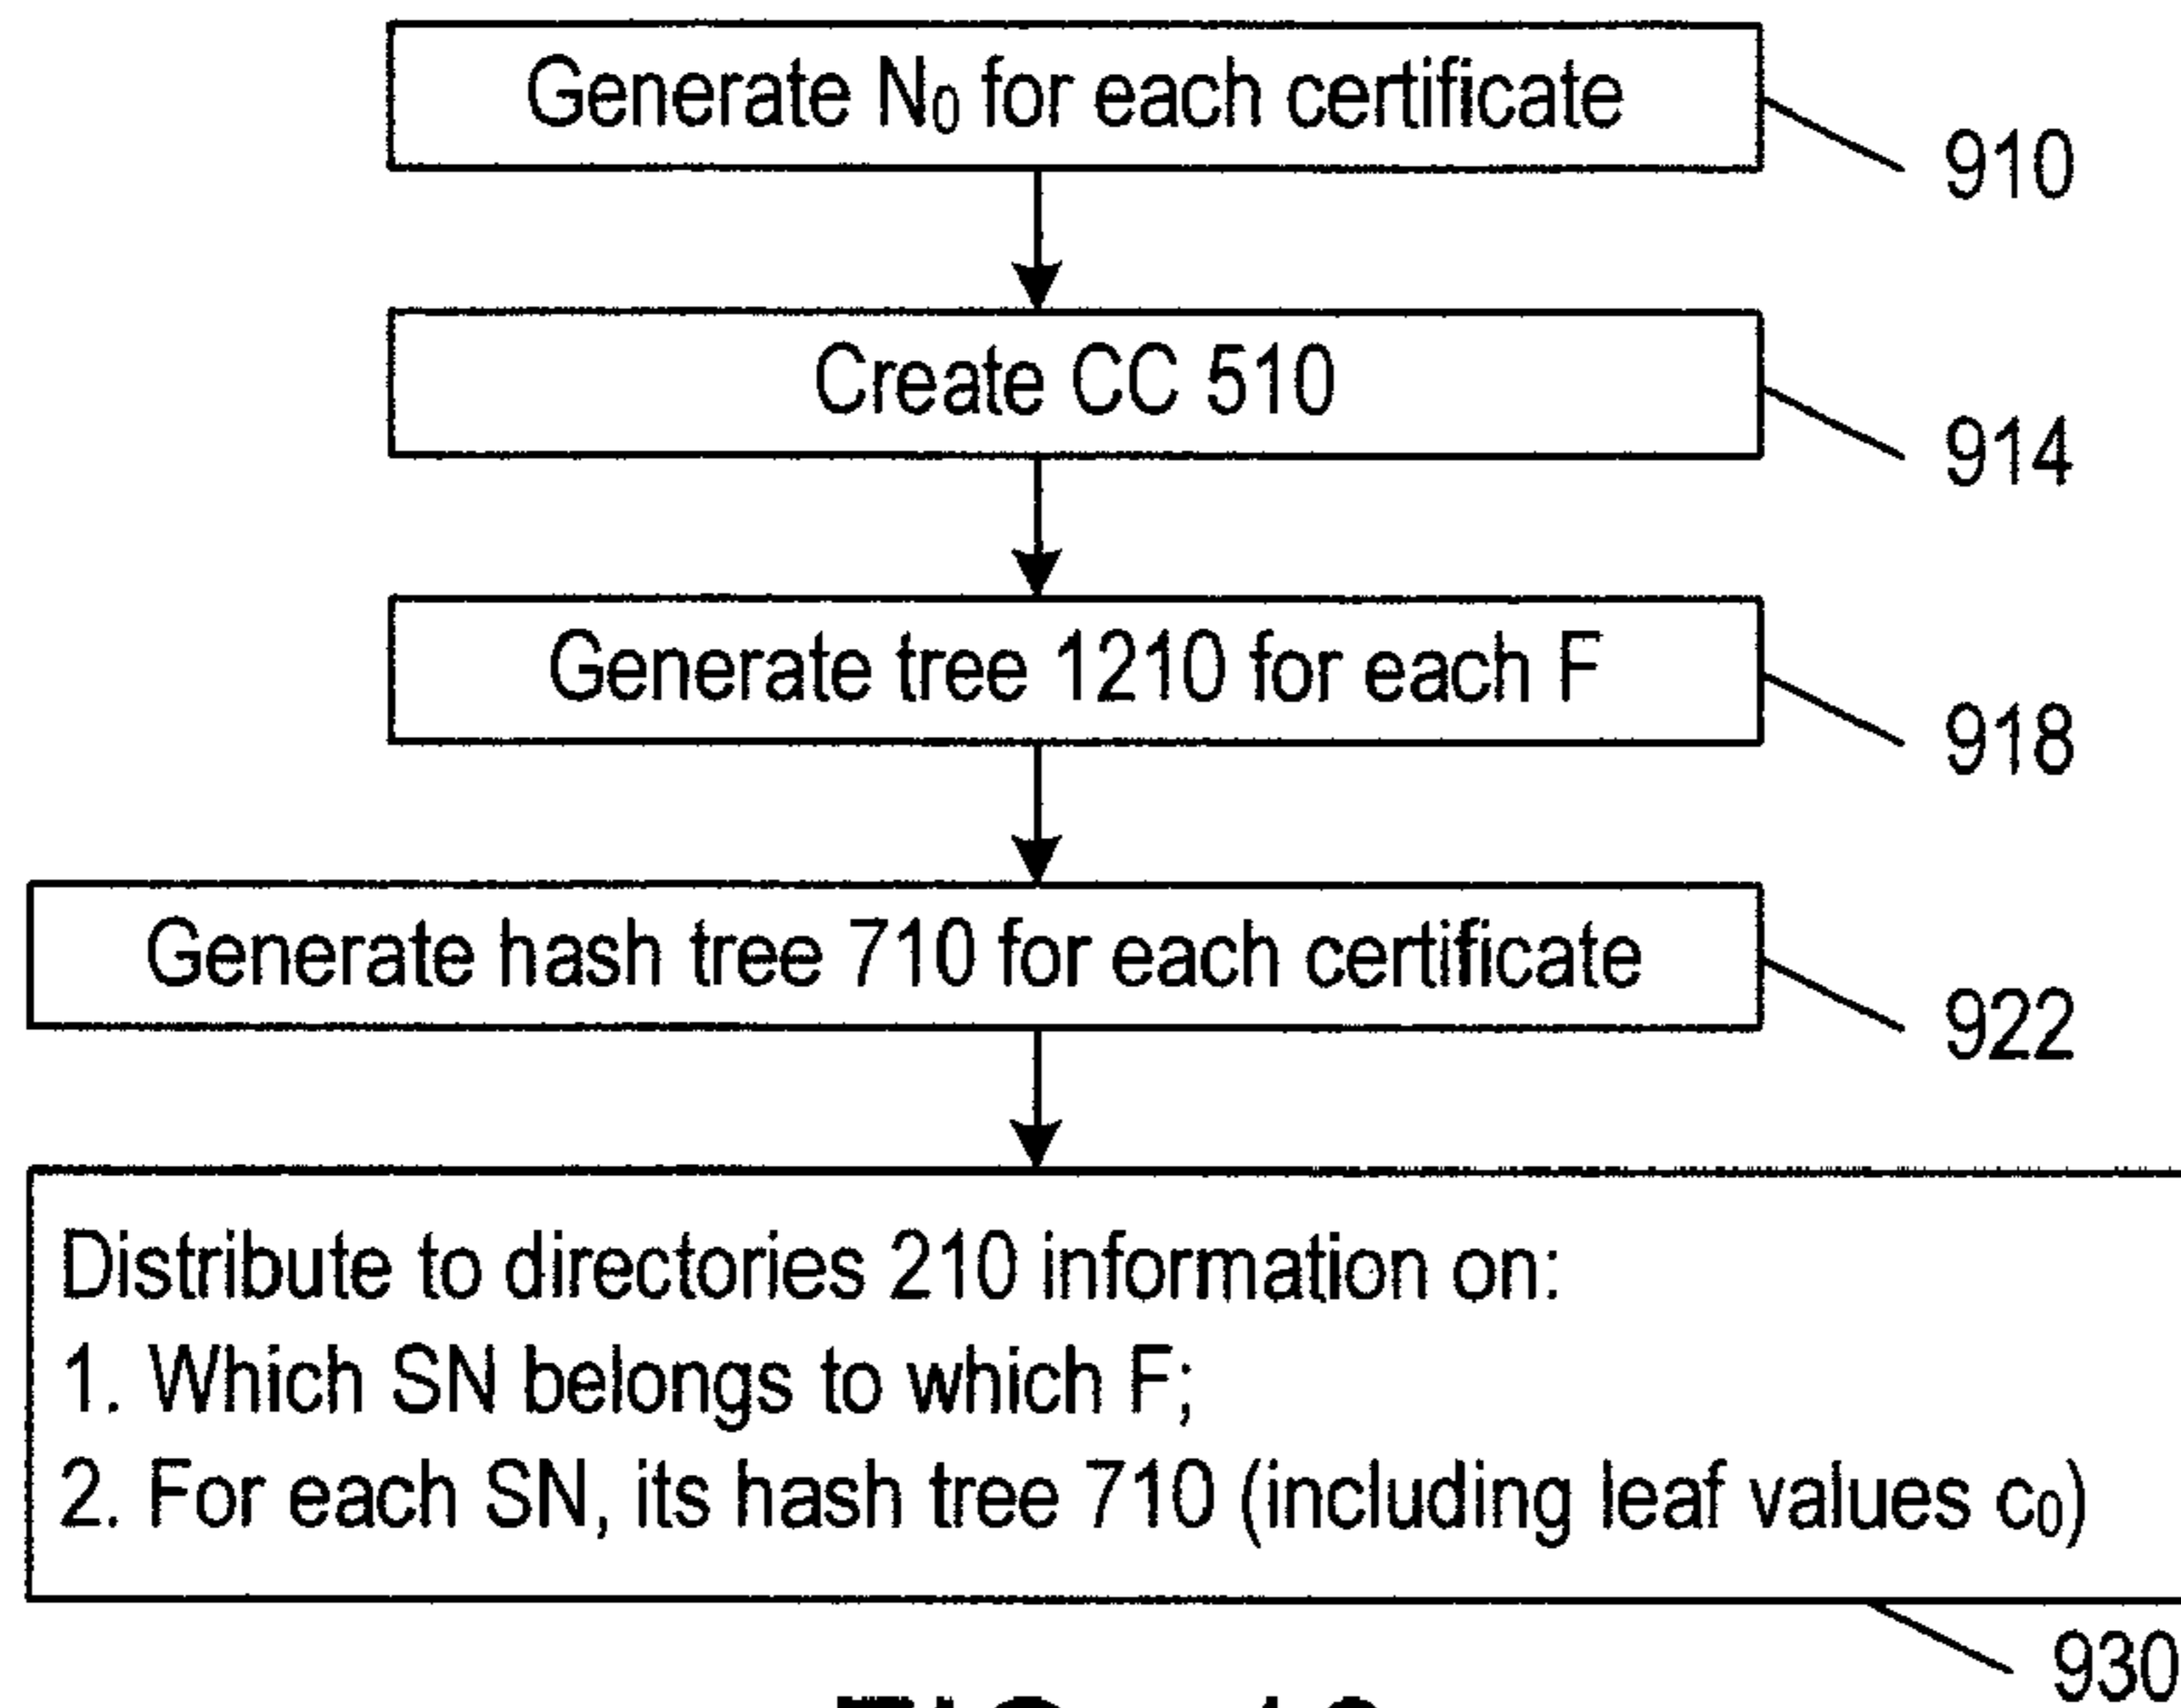 Generate N₀ for each certificate
910
Create CC 510
914
Generate tree 1210 for each F
918
Generate hash tree 710 for each certificate
922
Distribute to directories 210 information on:
1. Which SN belongs to which F;
2. For each SN, its hash tree 710 (including leaf values c₀)
930